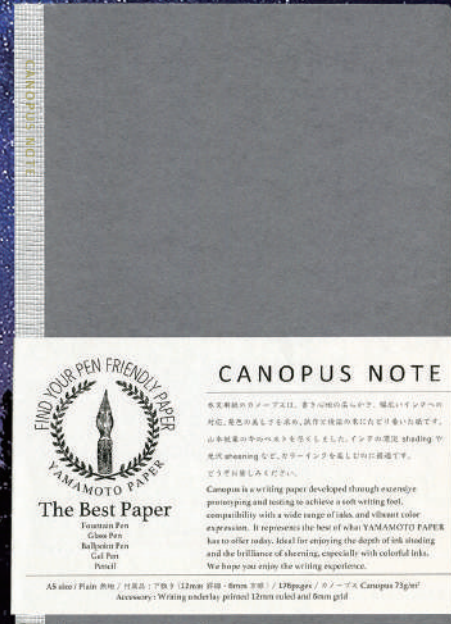 CANOPUS NOTE
FIND YOUR PEN FRIENDLY PAPER
YAMAMOTO PAPER
The Best Paper
Fountain Pen
Glass Pen
Ballpoint Pen
Gel Pen
Pencil
CANOPUS NOTE
本文用紙のカノープスは、書き心地の柔らかさ、幅広いインクへの
対応、発色の美しさを求め、試作と検証の末にたどり着いたお紙です。
山本紙業の今のベストを尽くしました。インクの濃淡 shading や
光沢 sheening など、カラーインクを楽しむのに最適です。
どうぞお楽しみください。
Canopus is a writing paper developed through extensive
prototyping and testing to achieve a soft writing feel,
compatibility with a wide range of inks, and vibrant color
expression. It represents the best of what YAMAMOTO PAPER
has to offer today. Ideal for enjoying the depth of ink shading
and the brilliance of sheening, especially with colorful inks.
We hope you enjoy the writing experience.
A5 size / Plain 無地 / 付属品：下敷き (12mm 罫線・6mm 方眼) / 176pages / カノープス Canopus 75g/m²
Accessory : Writing underlay printed 12mm ruled and 6mm grid